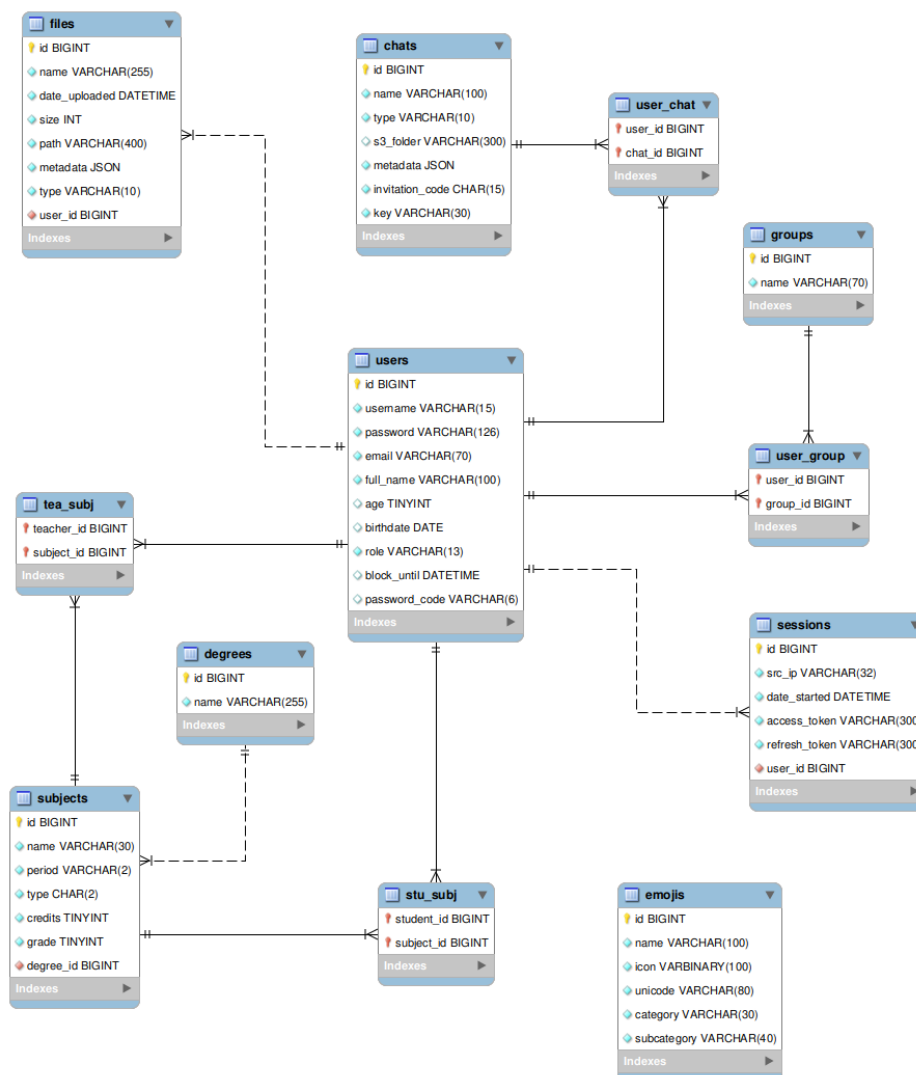 files
id BIGINT
name VARCHAR(255)
date_uploaded DATETIME
size INT
path VARCHAR(400)
metadata JSON
type VARCHAR(10)
user_id BIGINT
Indexes
chats
id BIGINT
name VARCHAR(100)
type VARCHAR(10)
s3_folder VARCHAR(300)
metadata JSON
invitation_code CHAR(15)
key VARCHAR(30)
Indexes
user_chat
user_id BIGINT
chat_id BIGINT
Indexes
groups
id BIGINT
name VARCHAR(70)
Indexes
users
id BIGINT
username VARCHAR(15)
password VARCHAR(126)
email VARCHAR(70)
full_name VARCHAR(100)
age TINYINT
birthdate DATE
role VARCHAR(13)
block_until DATETIME
password_code VARCHAR(6)
Indexes
user_group
user_id BIGINT
group_id BIGINT
Indexes
tea_subj
teacher_id BIGINT
subject_id BIGINT
Indexes
degrees
id BIGINT
name VARCHAR(255)
Indexes
sessions
id BIGINT
src_ip VARCHAR(32)
date_started DATETIME
access_token VARCHAR(300
refresh_token VARCHAR(300
user_id BIGINT
Indexes
subjects
id BIGINT
name VARCHAR(30)
period VARCHAR(2)
type CHAR(2)
credits TINYINT
grade TINYINT
degree_id BIGINT
Indexes
stu_subj
student_id BIGINT
subject_id BIGINT
Indexes
emojis
id BIGINT
name VARCHAR(100)
icon VARBINARY(100)
unicode VARCHAR(80)
category VARCHAR(30)
subcategory VARCHAR(40)
Indexes